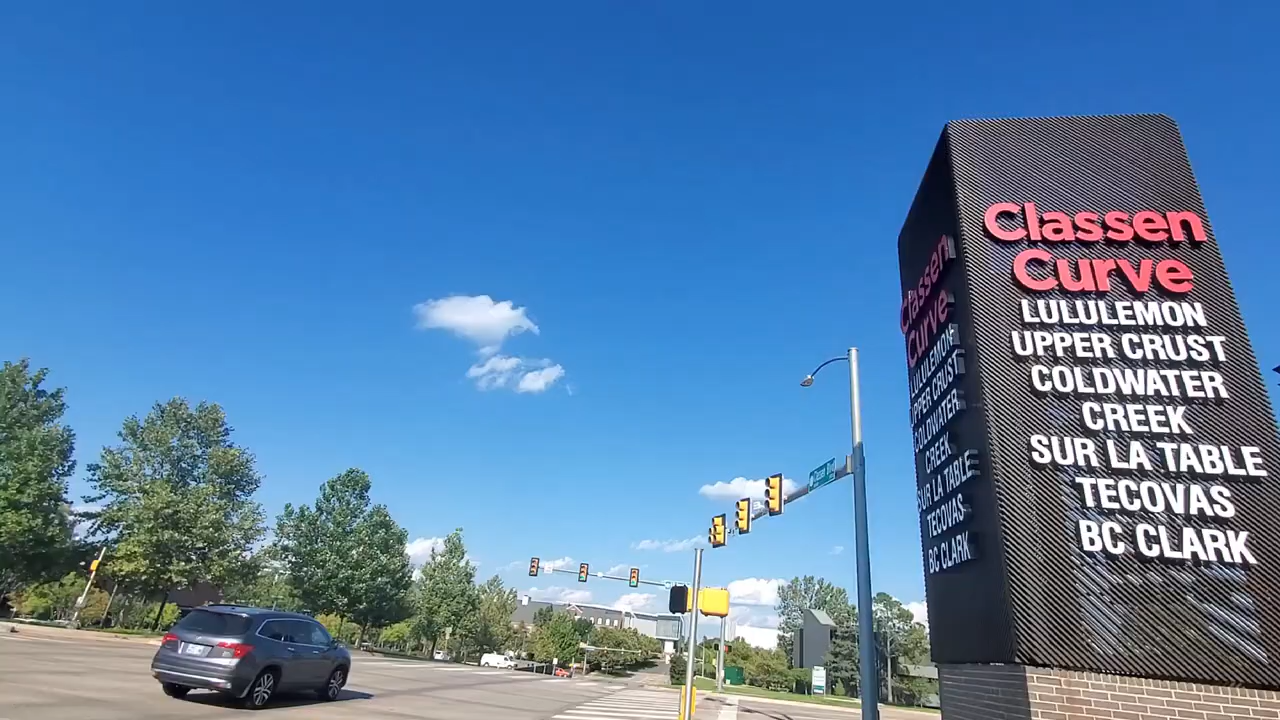 Classen
Curve
LULULEMON
UPPER CRUST
COLDWATER
CREEK
SUR LA TABLE
TECOVAS
BC CLARK
Classen
Curve
LULULEMON
UPPER CRUST
COLDWATER
CREEK
SUR LA TABLE
TECOVAS
BC CLARK